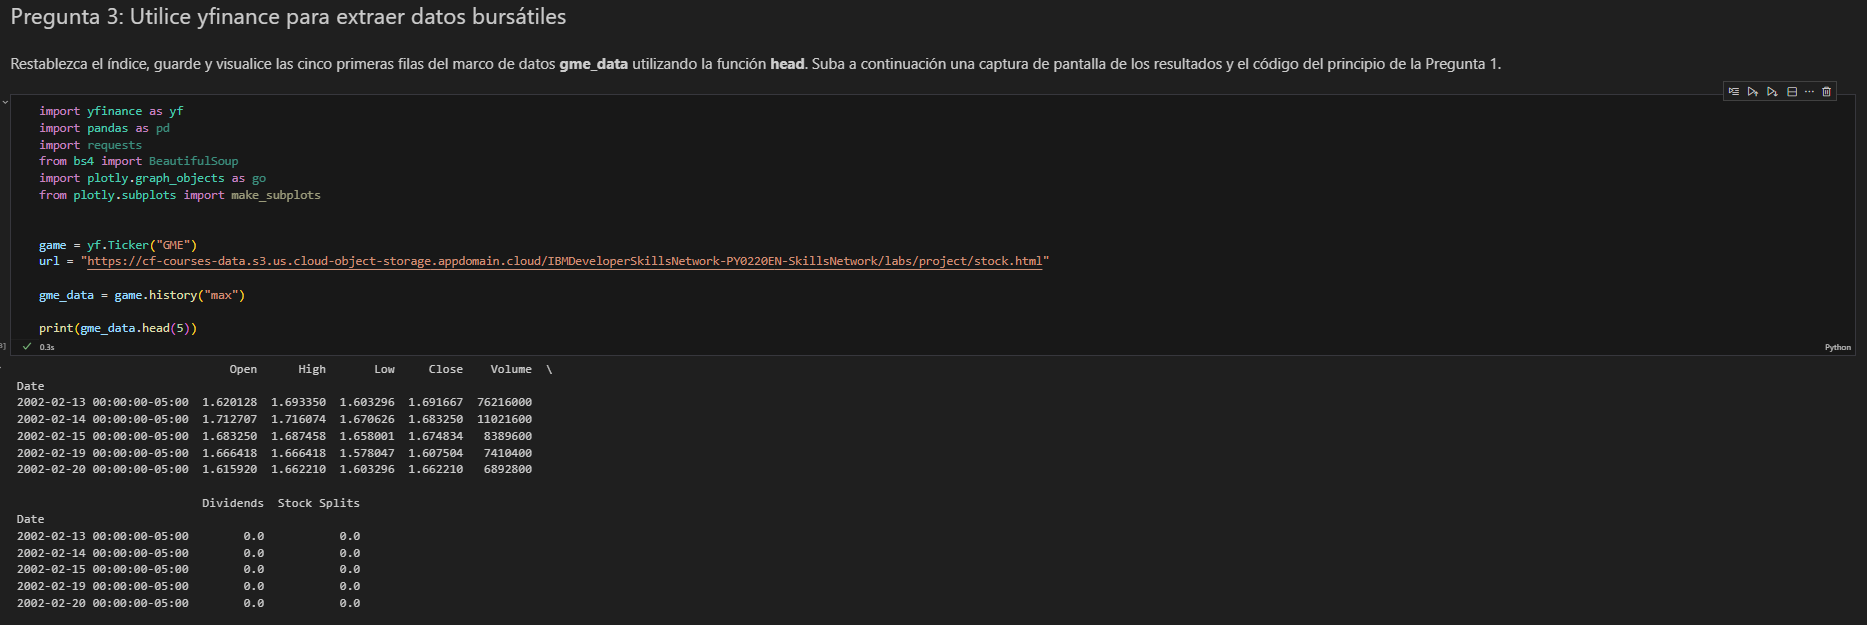 Pregunta 3: Utilice yfinance para extraer datos bursátiles
Restablezca el índice, guarde y visualice las cinco primeras filas del marco de datos gme_data utilizando la función head. Suba a continuación una captura de pantalla de los resultados y el código del principio de la Pregunta 1.
import yfinance as yf
import pandas as pd
import requests
from bs4 import BeautifulSoup
import plotly.graph_objects as go
from plotly.subplots import make_subplots
game = yf.Ticker("GME")
url = "https://cf-courses-data.s3.us.cloud-object-storage.appdomain.cloud/IBMDeveloperSkillsNetwork-PY0220EN-SkillsNetwork/labs/project/stock.html"
gme_data = game.history("max")
print(gme_data.head(5))
0.3s
Python
Open High Low Close Volume \
Date
2002-02-13 00:00:00-05:00 1.620128 1.693350 1.603296 1.691667 76216000
2002-02-14 00:00:00-05:00 1.712707 1.716074 1.670626 1.683250 11021600
2002-02-15 00:00:00-05:00 1.683250 1.687458 1.658001 1.674834 8389600
2002-02-19 00:00:00-05:00 1.666418 1.666418 1.578047 1.607504 7410400
2002-02-20 00:00:00-05:00 1.615920 1.662210 1.603296 1.662210 6892800
Dividends Stock Splits
Date
2002-02-13 00:00:00-05:00 0.0 0.0
2002-02-14 00:00:00-05:00 0.0 0.0
2002-02-15 00:00:00-05:00 0.0 0.0
2002-02-19 00:00:00-05:00 0.0 0.0
2002-02-20 00:00:00-05:00 0.0 0.0